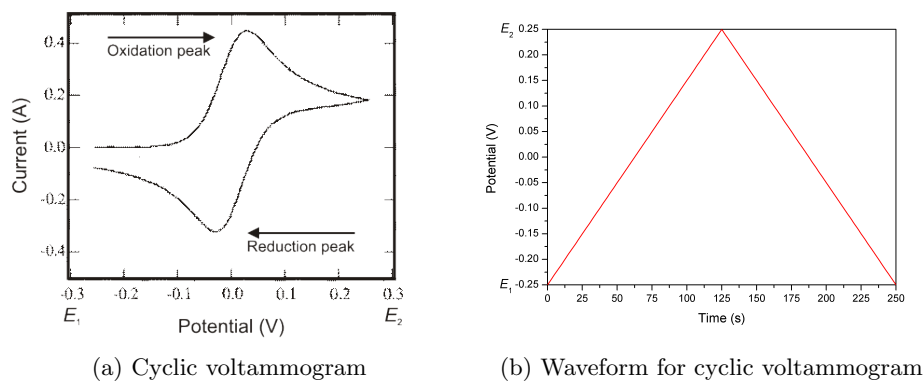 0.4
0.2
0.0
-0.2
-0.4
Current (A)
Oxidation peak
Reduction peak
-0.3 -0.2 -0.1 0.0 0.1 0.2 0.3
E1 E2
Potential (V)
(a) Cyclic voltammogram
E2 0.25
0.20
0.15
0.10
0.05
0.00
-0.05
-0.10
-0.15
-0.20
E1 -0.25
Potential (V)
0 25 50 75 100 125 150 175 200 225 250
Time (s)
(b) Waveform for cyclic voltammogram